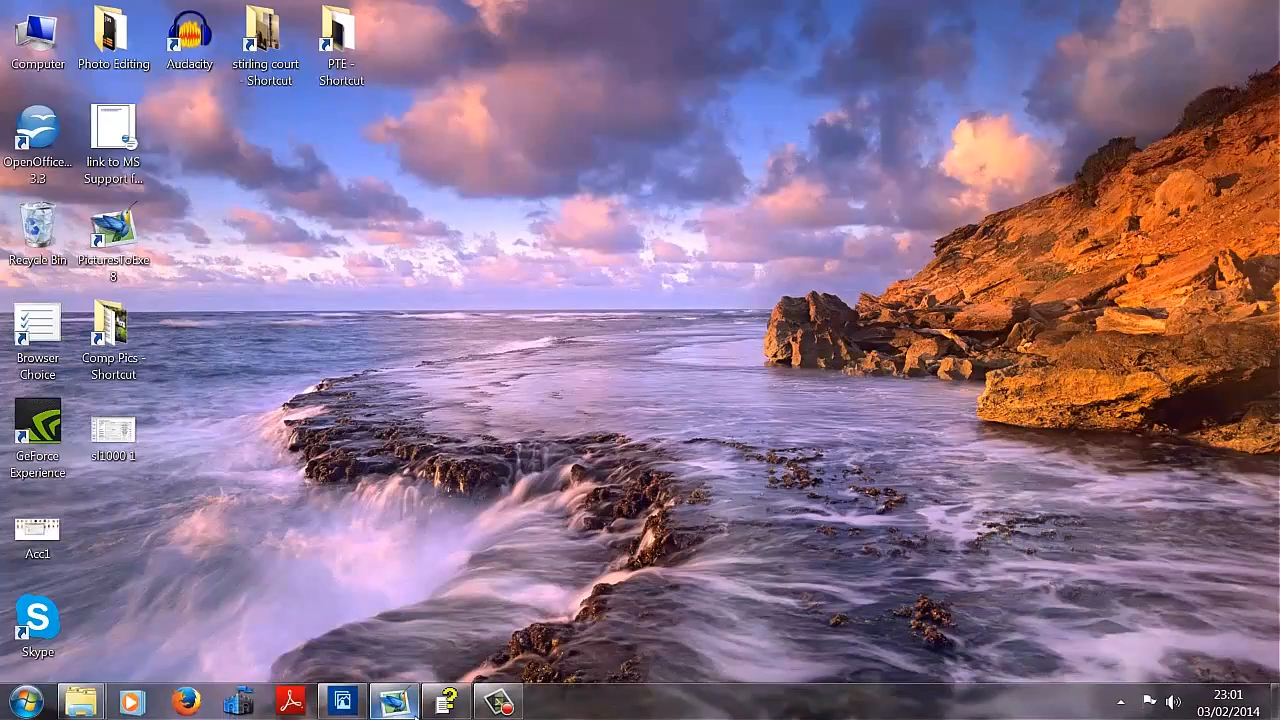 Computer
Photo Editing
Audacity
stirling court
- Shortcut
PTE -
Shortcut
OpenOffice...
3.3
link to MS
Support f...
Recycle Bin
PicturesToExe
8
Browser
Choice
Comp Pics -
Shortcut
GeForce
Experience
sl1000 1
Acc1
S
Skype
23:01
03/02/2014